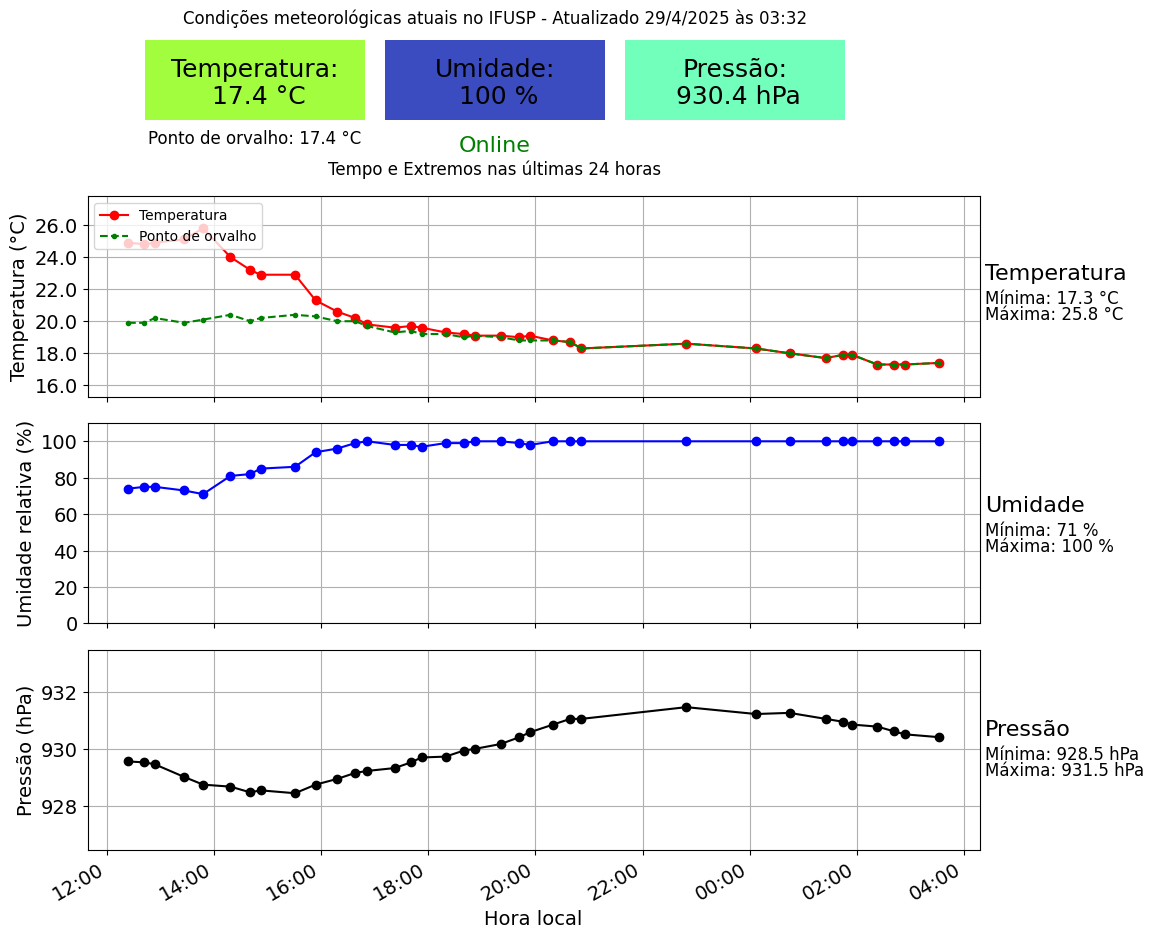 Condições meteorológicas atuais no IFUSP - Atualizado 29/4/2025 às 03:32
Temperatura:
17.4 °C
Umidade:
100 %
Pressão:
930.4 hPa
Ponto de orvalho: 17.4 °C
Online
Tempo e Extremos nas últimas 24 horas
Temperatura (°C)
26.0
24.0
22.0
20.0
18.0
16.0
Temperatura
Ponto de orvalho
Temperatura
Mínima: 17.3 °C
Máxima: 25.8 °C
Umidade relativa (%)
100
80
60
40
20
0
Umidade
Mínima: 71 %
Máxima: 100 %
Pressão (hPa)
932
930
928
Pressão
Mínima: 928.5 hPa
Máxima: 931.5 hPa
12:00
14:00
16:00
18:00
20:00
22:00
00:00
02:00
04:00
Hora local